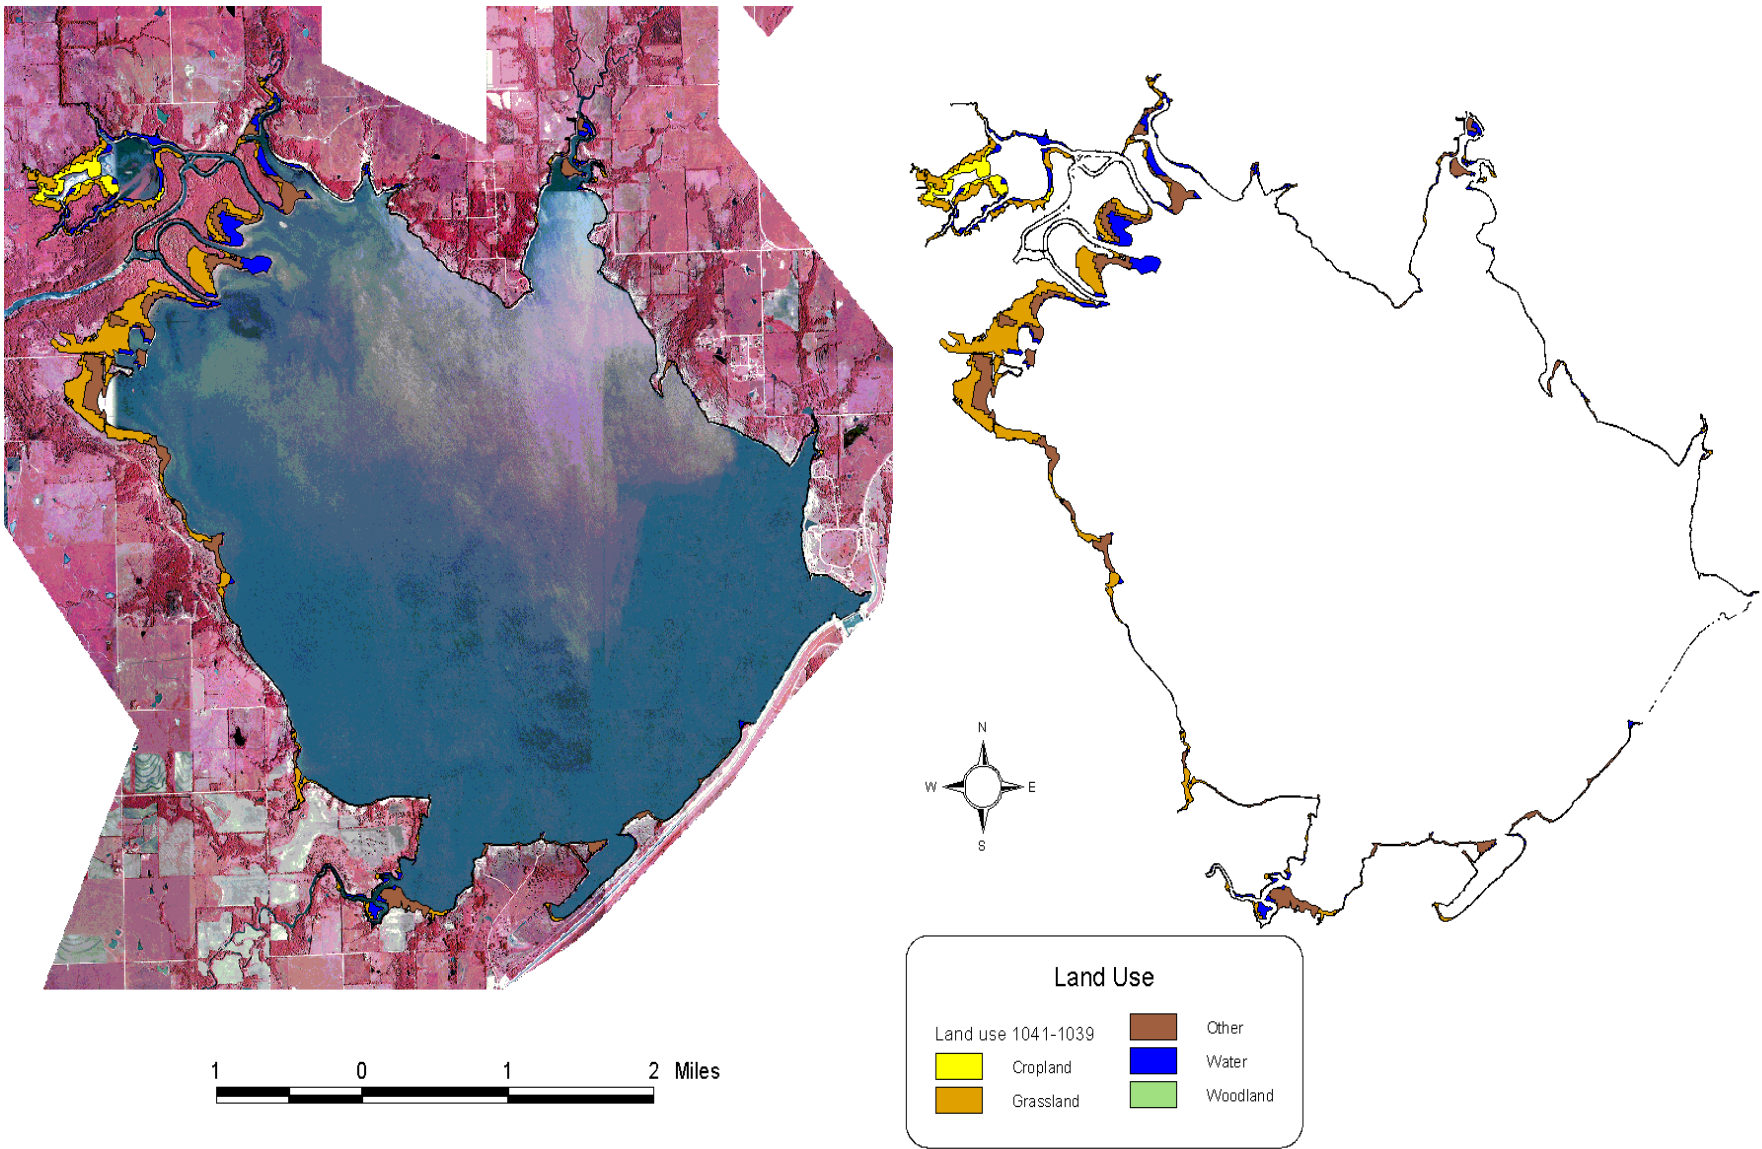 N
W E
S
Land Use
Land use 1041-1039
Cropland
Grassland
Other
Water
Woodland
1 0 1 2 Miles